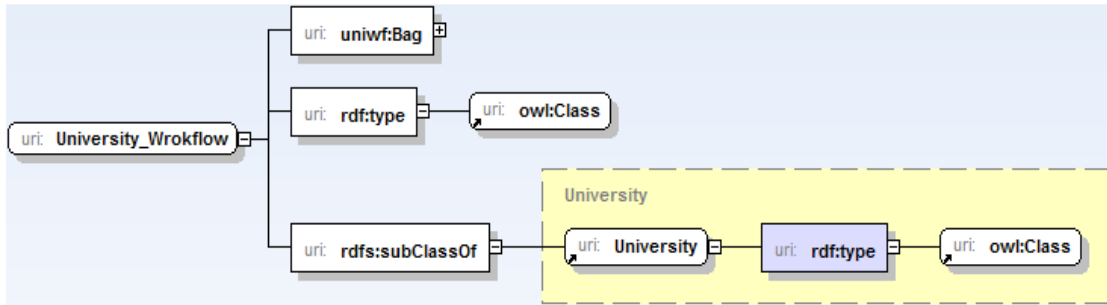 uri: uniwf:Bag
uri: rdf:type
uri: owl:Class
uri: University_Wrokflow
University
uri: rdfs:subClassOf
uri: University
uri: rdf:type
uri: owl:Class